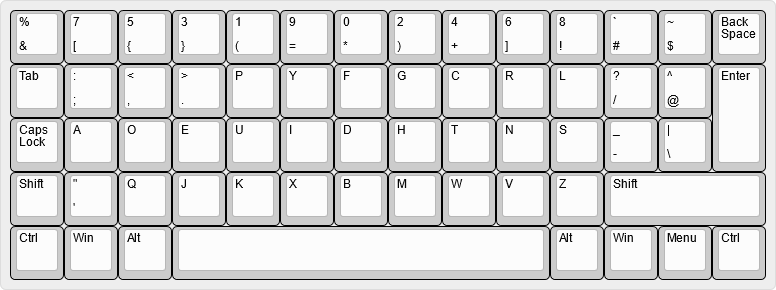 % 7 5 3 1 9 0 2 4 6 8 ` ~ Back
Space
& [ { } ( = * ) + ] ! # $
Tab : < > P Y F G C R L ? ^ Enter
; , . / @
Caps
Lock A O E U I D H T N S _ |
- \
Shift " Q J K X B M W V Z Shift
'
Ctrl Win Alt Alt Win Menu Ctrl